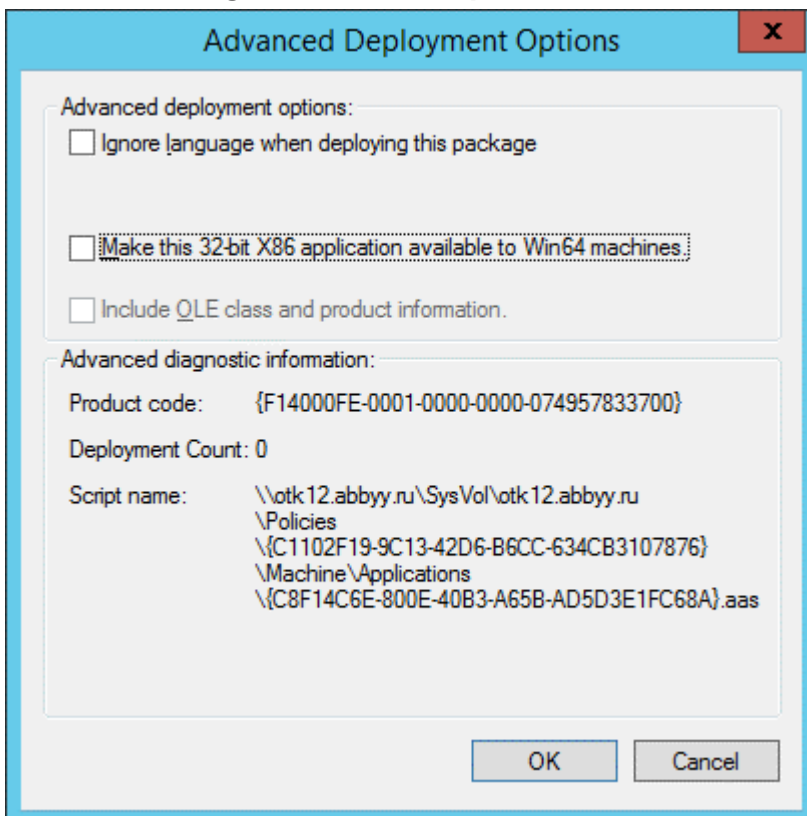 Advanced Deployment Options
x
Advanced deployment options:
Ignore language when deploying this package
Make this 32-bit X86 application available to Win64 machines.
Include OLE class and product information.
Advanced diagnostic information:
Product code: {F14000FE-0001-0000-0000-074957833700}
Deployment Count: 0
Script name: \\otk12.abbyy.ru\SysVol\otk12.abbyy.ru
\Policies
\{C1102F19-9C13-42D6-B6CC-634CB3107876}
\Machine\Applications
\{C8F14C6E-800E-40B3-A65B-AD5D3E1FC68A}.aas
OK Cancel